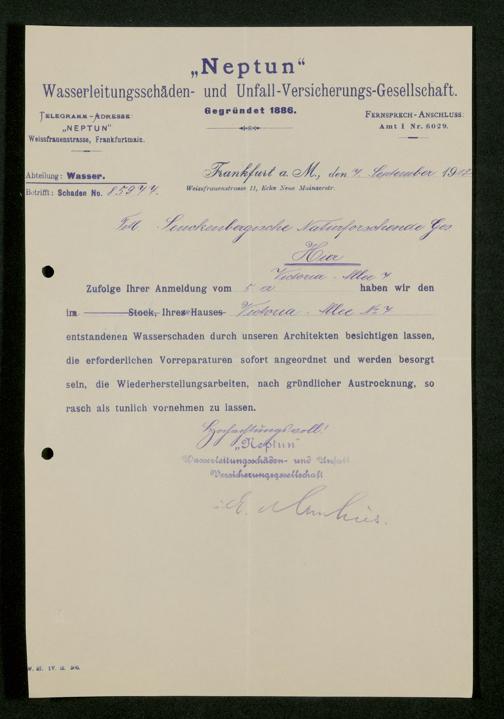 „Neptun“
Wasserleitungsschäden- und Unfall-Versicherungs-Gesellschaft.
Gegründet 1886.
Telegramm-Adresse
„NEPTUN“
Weissfrauenstrasse, Frankfurtmain.
Fernsprech-Anschluss:
Amt I Nr. 6029.
Abteilung: Wasser.
Betrifft: Schaden No. 85944.
Frankfurt a. M., den 7. September 19
Weissfrauenstrasse 11, Ecke Neue Mainzerstr.
Senckenbergische Naturforschende Ges
Hier
Victoria-Allee 7
Zufolge Ihrer Anmeldung vom 5 a haben wir den
im Stock, Ihres Hauses Victoria-Allee No 7
entstandenen Wasserschaden durch unseren Architekten besichtigen lassen,
die erforderlichen Vorreparaturen sofort angeordnet und werden besorgt
sein, die Wiederherstellungsarbeiten, nach gründlicher Austrocknung, so
rasch als tunlich vornehmen zu lassen.
Hochachtungsvoll!
„Neptun“
Wasserleitungsschäden- und Unfall
Versicherungsgesellschaft